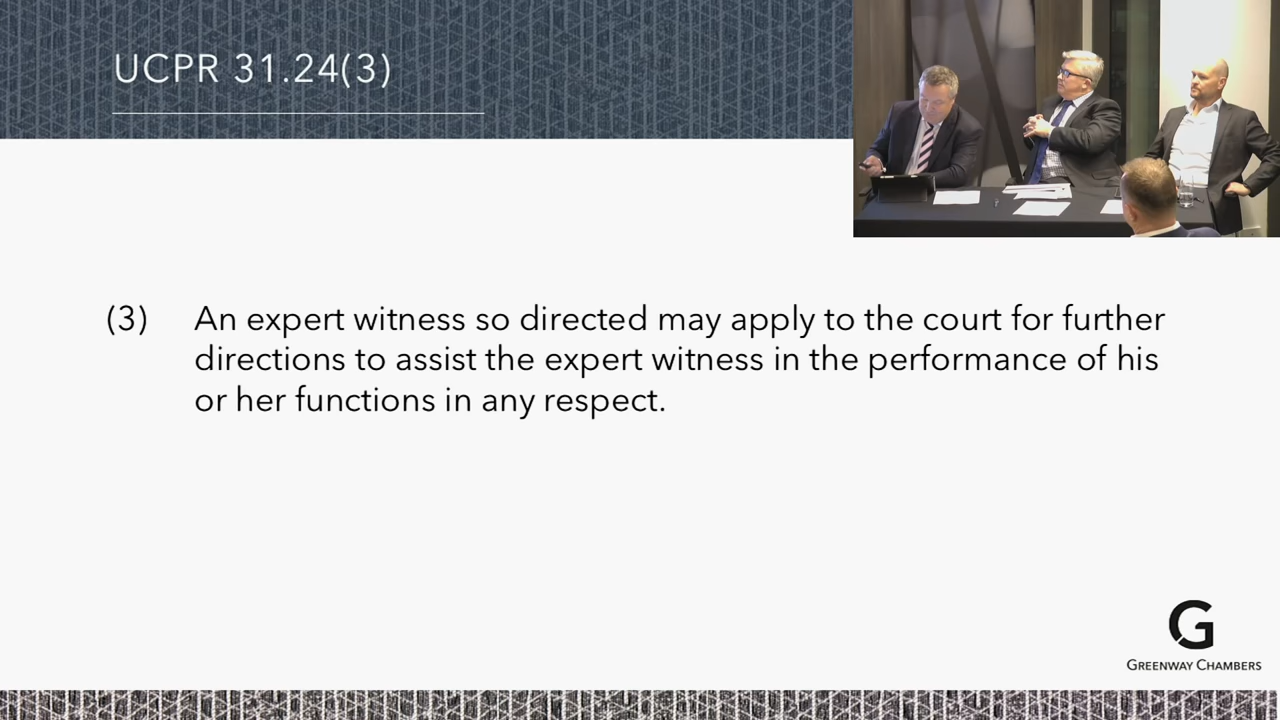 UCPR 31.24(3)
(3) An expert witness so directed may apply to the court for further
directions to assist the expert witness in the performance of his
or her functions in any respect.
G
GREENWAY CHAMBERS